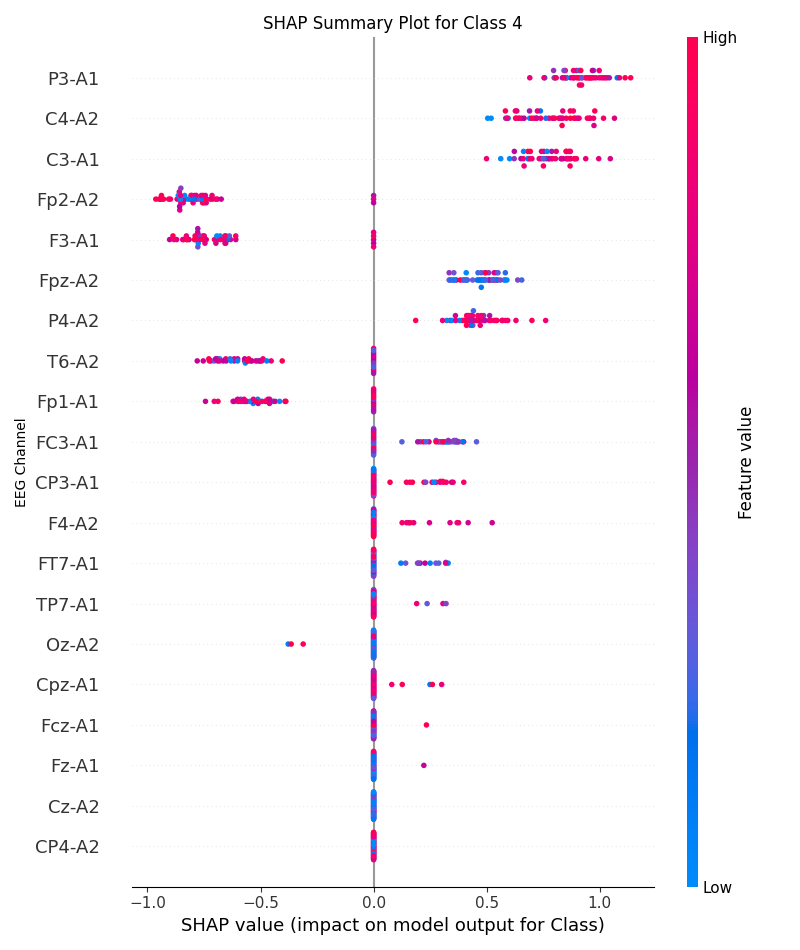 SHAP Summary Plot for Class 4
High
P3-A1
C4-A2
C3-A1
Fp2-A2
F3-A1
Fpz-A2
P4-A2
T6-A2
Fp1-A1
FC3-A1
CP3-A1
F4-A2
FT7-A1
TP7-A1
Oz-A2
Cpz-A1
Fcz-A1
Fz-A1
Cz-A2
CP4-A2
EEG Channel
Feature value
Low
−1.0 −0.5 0.0 0.5 1.0
SHAP value (impact on model output for Class)